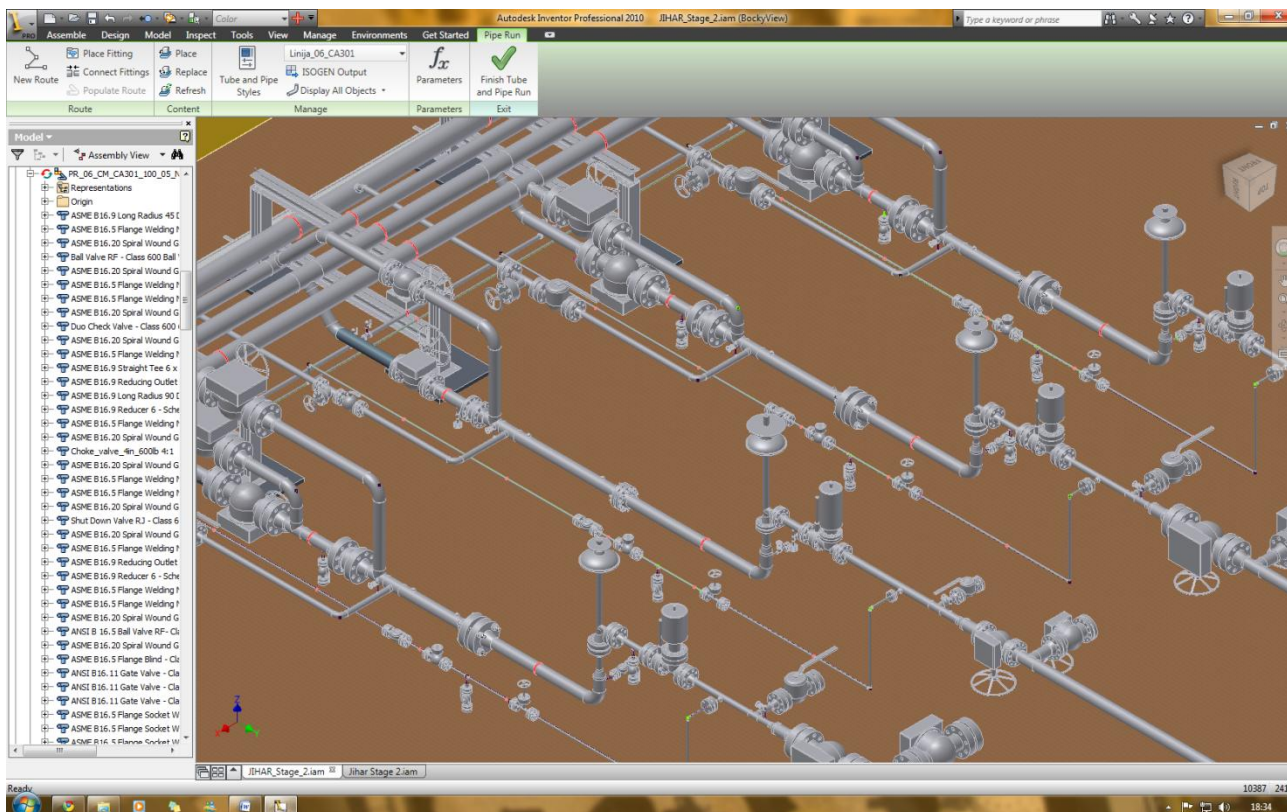 PRO
Color
Autodesk Inventor Professional 2010 JIHAR_Stage_2.iam (BockyView)
Type a keyword or phrase
Assemble Design Model Inspect Tools View Manage Environments Get Started Pipe Run
New Route
Place Fitting
Connect Fittings
Populate Route
Place
Replace
Refresh
Tube and Pipe
Styles
Linija_06_CA301
ISOGEN Output
Display All Objects
Parameters
Finish Tube
and Pipe Run
Route Content Manage Parameters Exit
Model
Assembly View
PR_06_CM_CA301_100_05_N
Representations
Origin
ASME B16.9 Long Radius 45 D
ASME B16.5 Flange Welding N
ASME B16.20 Spiral Wound G
Ball Valve RF - Class 600 Ball
ASME B16.20 Spiral Wound G
ASME B16.5 Flange Welding N
ASME B16.5 Flange Welding N
ASME B16.20 Spiral Wound G
Duo Check Valve - Class 600
ASME B16.20 Spiral Wound G
ASME B16.5 Flange Welding N
ASME B16.9 Straight Tee 6 x
ASME B16.9 Reducing Outlet
ASME B16.9 Long Radius 90 D
ASME B16.9 Reducer 6 - Sche
ASME B16.5 Flange Welding N
ASME B16.20 Spiral Wound G
Choke_valve_4in_600lb 4:1
ASME B16.20 Spiral Wound G
ASME B16.5 Flange Welding N
ASME B16.5 Flange Welding N
ASME B16.20 Spiral Wound G
Shut Down Valve RJ - Class 6
ASME B16.20 Spiral Wound G
ASME B16.5 Flange Welding N
ASME B16.9 Reducing Outlet
ASME B16.9 Reducer 6 - Sche
ASME B16.5 Flange Welding N
ASME B16.5 Flange Welding N
ASME B16.20 Spiral Wound G
ANSI B 16.5 Ball Valve RF- Cla
ASME B16.20 Spiral Wound G
ASME B16.5 Flange Blind - Cla
ANSI B16.11 Gate Valve - Cla
ANSI B16.11 Gate Valve - Cla
ANSI B16.11 Gate Valve - Cla
ASME B16.5 Flange Socket W
ASME B16.5 Flange Socket W
ASME B16.5 Flange Socket W
TOP
Z
X
Y
JIHAR_Stage_2.iam Jihar Stage 2.iam
Ready
10387
18:34